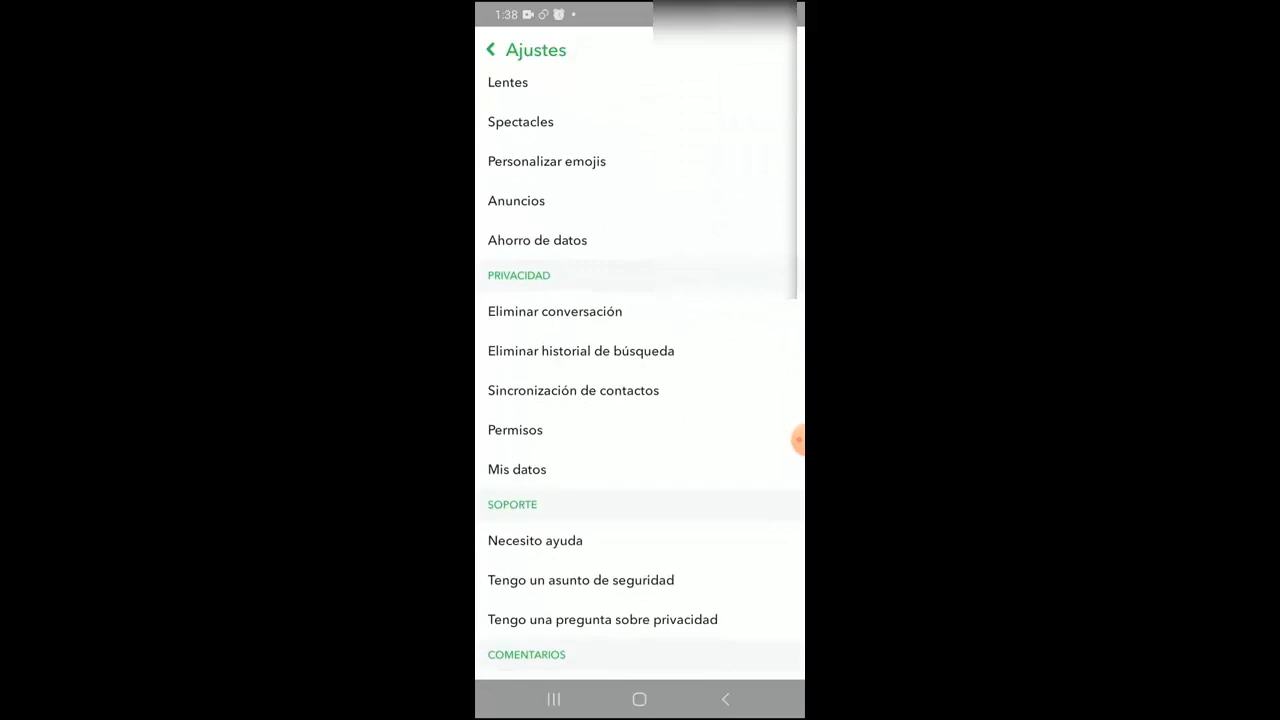 1:38
Ajustes
Lentes
Spectacles
Personalizar emojis
Anuncios
Ahorro de datos
PRIVACIDAD
Eliminar conversación
Eliminar historial de búsqueda
Sincronización de contactos
Permisos
Mis datos
SOPORTE
Necesito ayuda
Tengo un asunto de seguridad
Tengo una pregunta sobre privacidad
COMENTARIOS